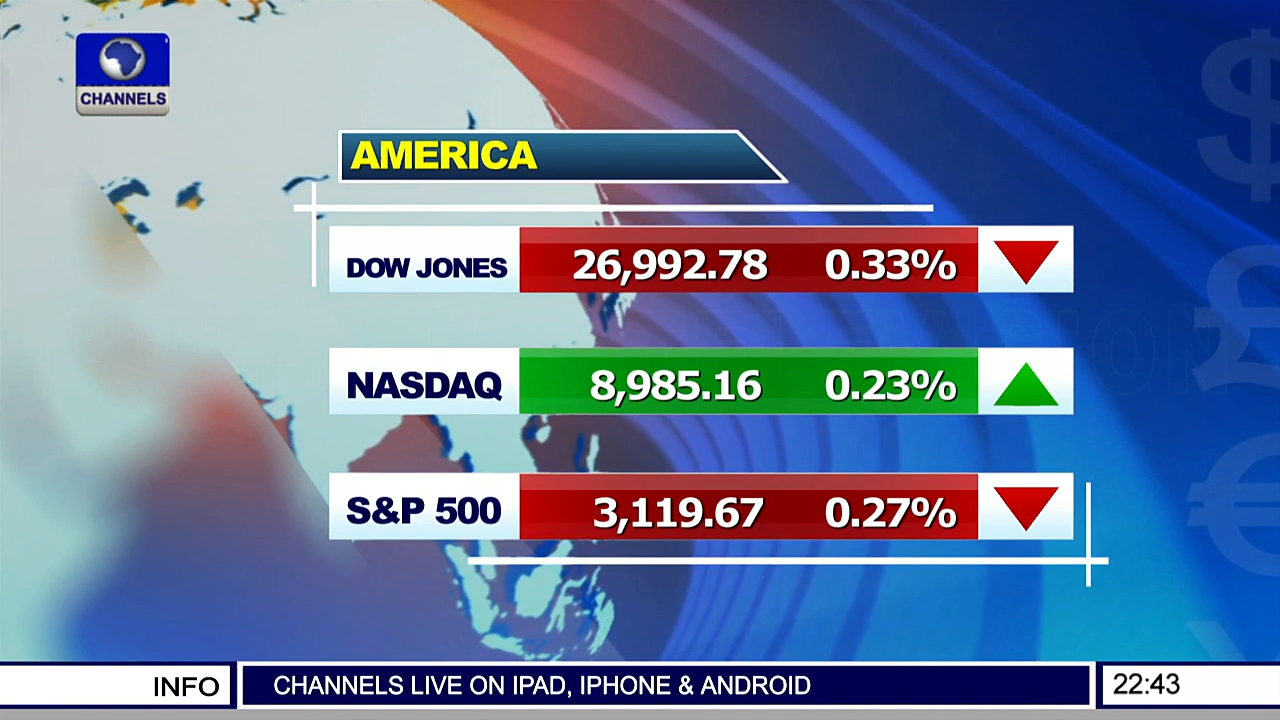 CHANNELS
AMERICA
DOW JONES 26,992.78 0.33%
NASDAQ 8,985.16 0.23%
S&P 500 3,119.67 0.27%
INFO CHANNELS LIVE ON IPAD, IPHONE & ANDROID 22:43